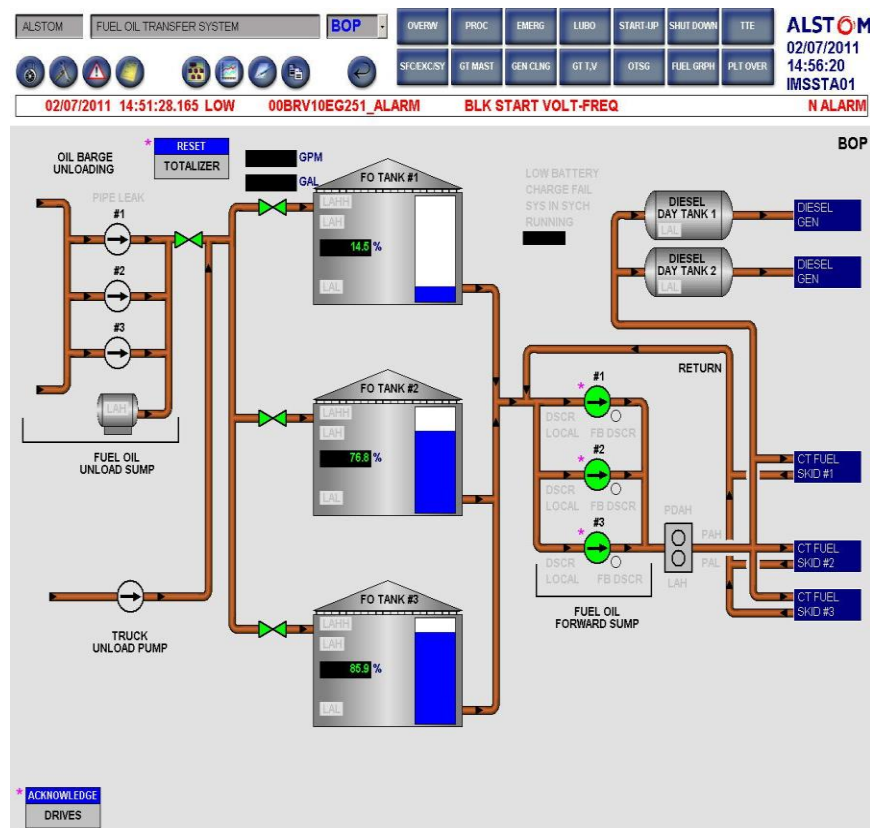 ALSTOM
FUEL OIL TRANSFER SYSTEM
BOP
OVERW
PROC
EMERG
LUBO
START-UP
SHUT DOWN
TTE
SFC/EXC/SY
GT MAST
GEN CLNG
GT T,V
OTSG
FUEL GRPH
PLT OVER
ALSTOM
02/07/2011
14:56:20
IMSSTA01
02/07/2011 14:51:28.165 LOW 00BRV10EG251_ALARM BLK START VOLT-FREQ N ALARM
BOP
* RESET
TOTALIZER
GPM
GAL
OIL BARGE
UNLOADING
PIPE LEAK
#1
#2
#3
LAH
FUEL OIL
UNLOAD SUMP
TRUCK
UNLOAD PUMP
FO TANK #1
LAHH
LAH
14.5 %
LAL
FO TANK #2
LAHH
LAH
76.8 %
LAL
FO TANK #3
LAHH
LAH
85.9 %
LAL
LOW BATTERY
CHARGE FAIL
SYS IN SYCH
RUNNING
DIESEL
DAY TANK 1
LAL
DIESEL
GEN
DIESEL
DAY TANK 2
LAL
DIESEL
GEN
RETURN
* #1
DSCR
LOCAL FB DSCR
* #2
DSCR
LOCAL FB DSCR
* #3
DSCR
LOCAL FB DSCR
FUEL OIL
FORWARD SUMP
PDAH
PAH
PAL
LAH
CT FUEL
SKID #1
CT FUEL
SKID #2
CT FUEL
SKID #3
* ACKNOWLEDGE
DRIVES